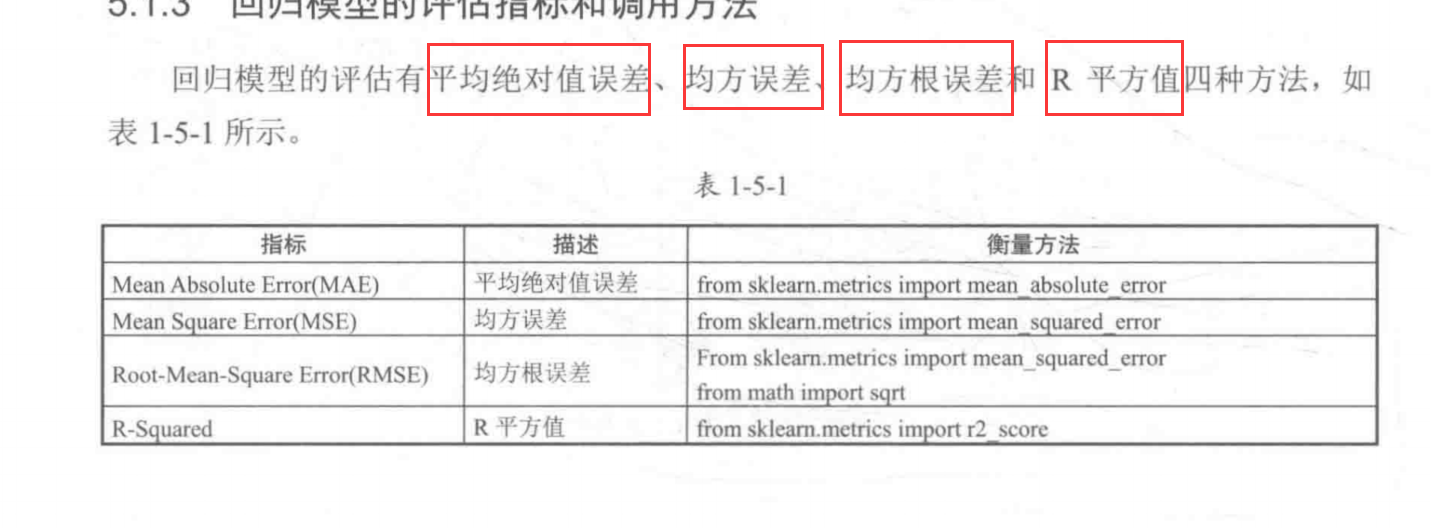 5.1.3 回归模型的评估指标和调用方法
回归模型的评估有平均绝对值误差、均方误差、均方根误差和 R 平方值四种方法，如
表 1-5-1 所示。
表 1-5-1
指标 描述 衡量方法
Mean Absolute Error(MAE) 平均绝对值误差 from sklearn.metrics import mean_absolute_error
Mean Square Error(MSE) 均方误差 from sklearn.metrics import mean_squared_error
Root-Mean-Square Error(RMSE) 均方根误差 From sklearn.metrics import mean_squared_error
from math import sqrt
R-Squared R 平方值 from sklearn.metrics import r2_score